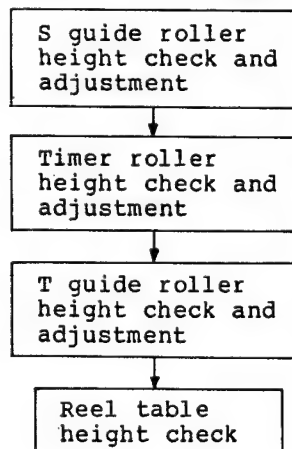 S guide roller
height check and
adjustment
Timer roller
height check and
adjustment
T guide roller
height check and
adjustment
Reel table
height check